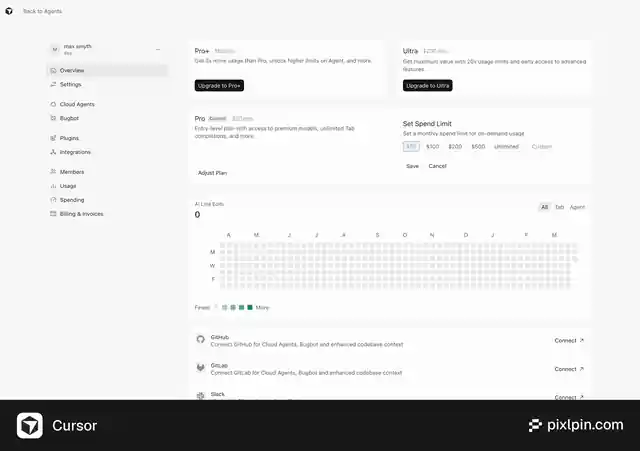 Back to Agents
max smyth
Overview
Settings
Cloud Agents
Bugbot
Plugins
Integrations
Members
Usage
Spending
Billing & Invoices
Pro+
Get 3x more usage than Pro, unlock higher limits on Agent, and more.
Upgrade to Pro+
Ultra
Get maximum value with 20x usage limits and early access to advanced
features.
Upgrade to Ultra
Pro Current
Entry-level plan with access to premium models, unlimited Tab
completions, and more.
Adjust Plan
Set Spend Limit
Set a monthly spend limit for on-demand usage
$100 $200 $500 Unlimited Custom
Save Cancel
AI Line Edits
0
All Tab Agent
A M J J A S O N D J F M
M
W
F
Fewer More
GitHub
Connect GitHub for Cloud Agents, Bugbot and enhanced codebase context
Connect ↗
GitLab
Connect GitLab for Cloud Agents, Bugbot and enhanced codebase context
Connect ↗
Slack
Connect ↗
Cursor
pixlpin.com